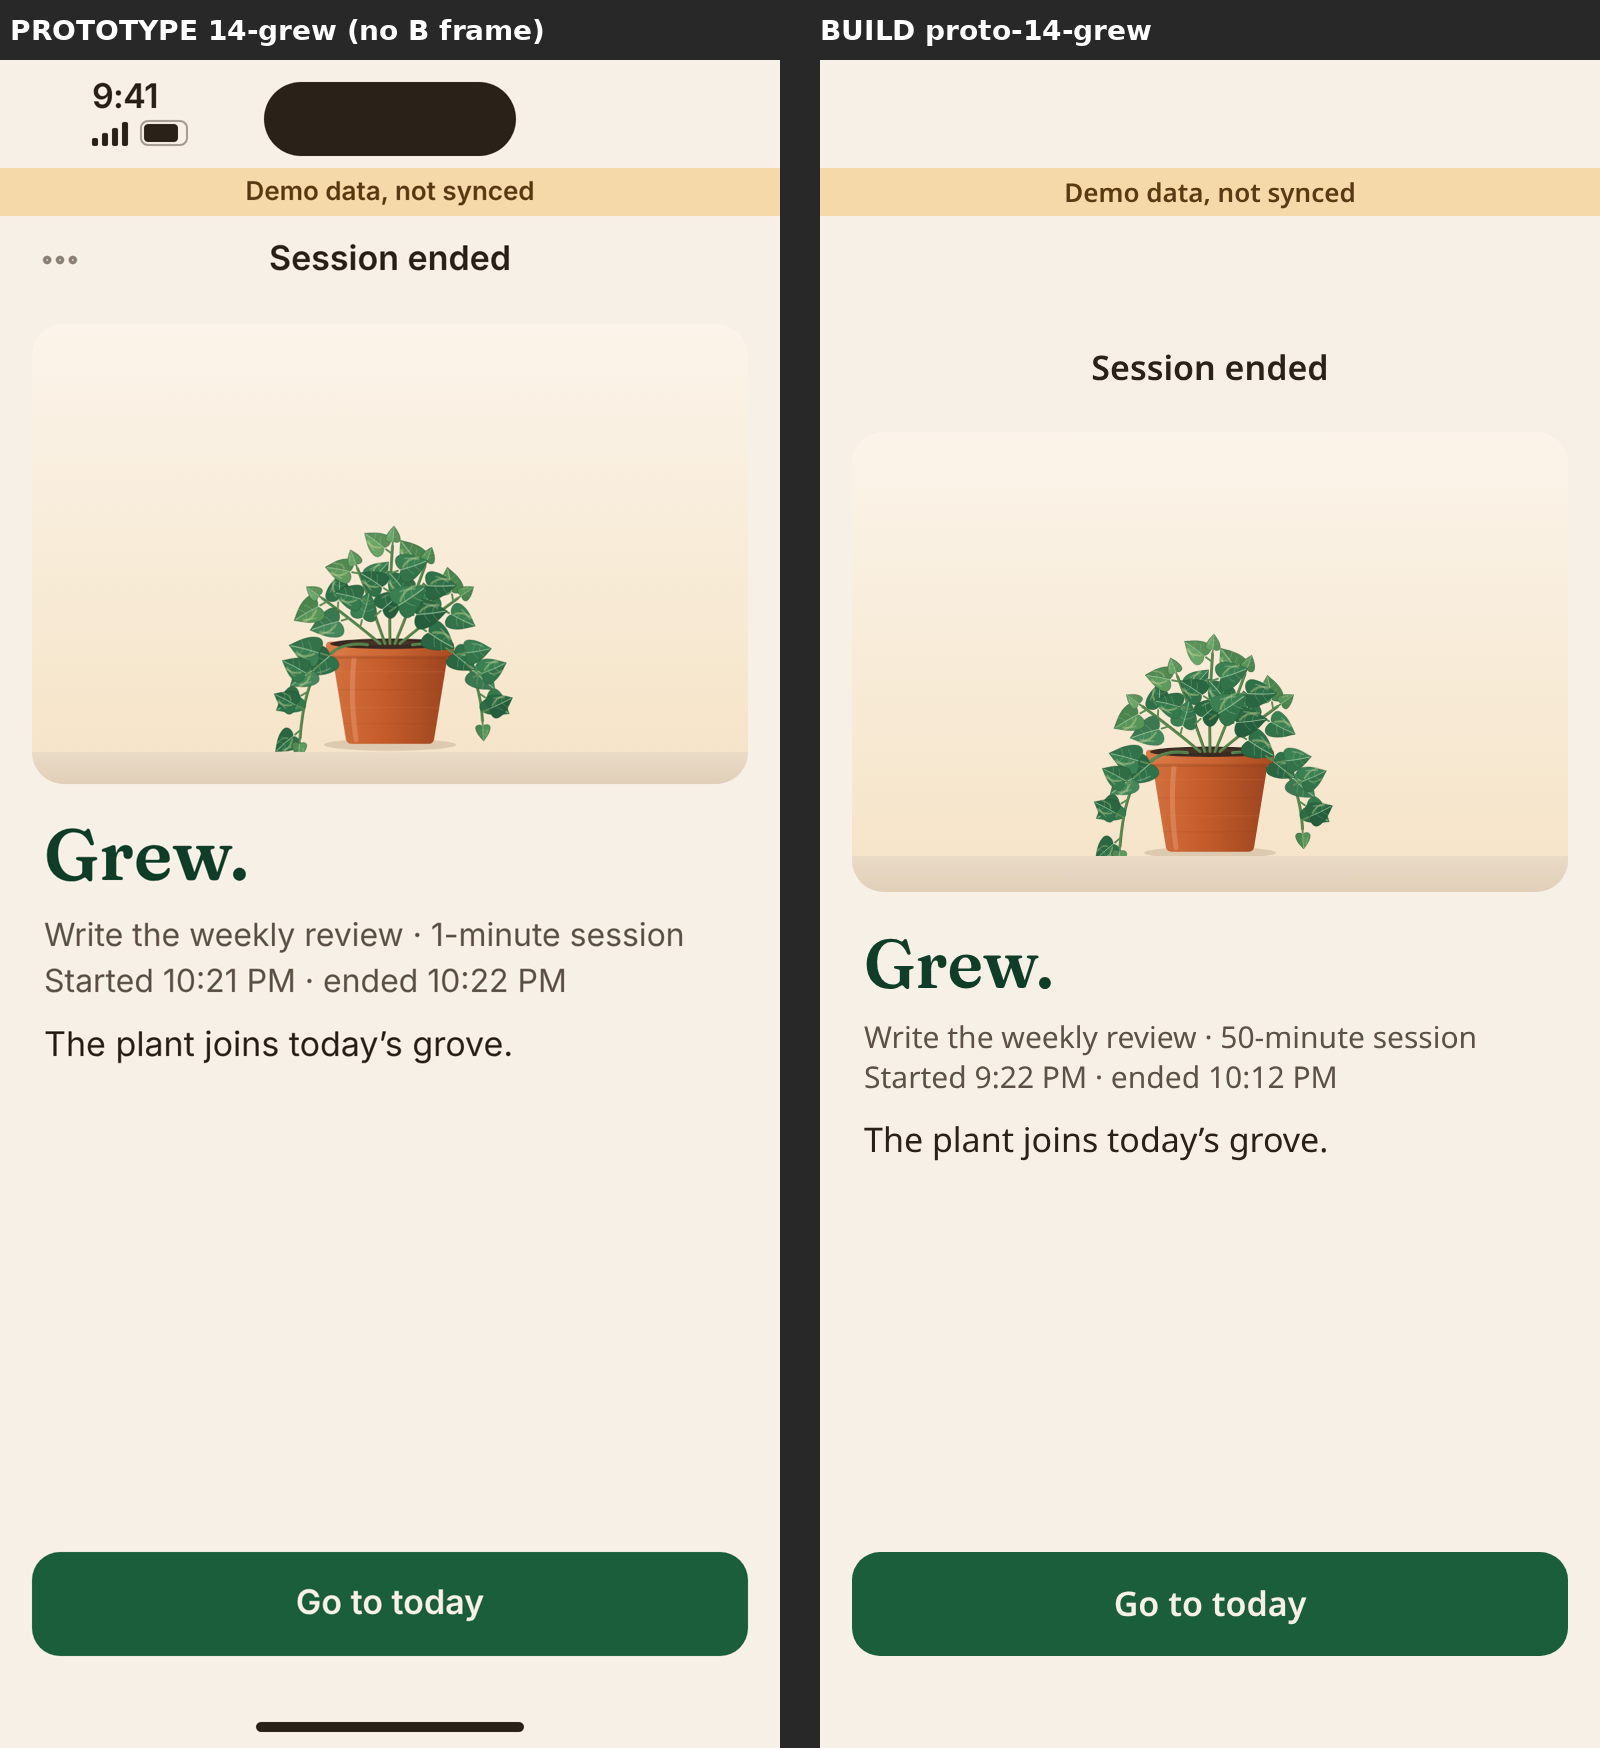 PROTOTYPE 14-grew (no B frame)
9:41
Demo data, not synced
Session ended
Grew.
Write the weekly review · 1-minute session
Started 10:21 PM · ended 10:22 PM
The plant joins today’s grove.
Go to today
BUILD proto-14-grew
Demo data, not synced
Session ended
Grew.
Write the weekly review · 50-minute session
Started 9:22 PM · ended 10:12 PM
The plant joins today’s grove.
Go to today